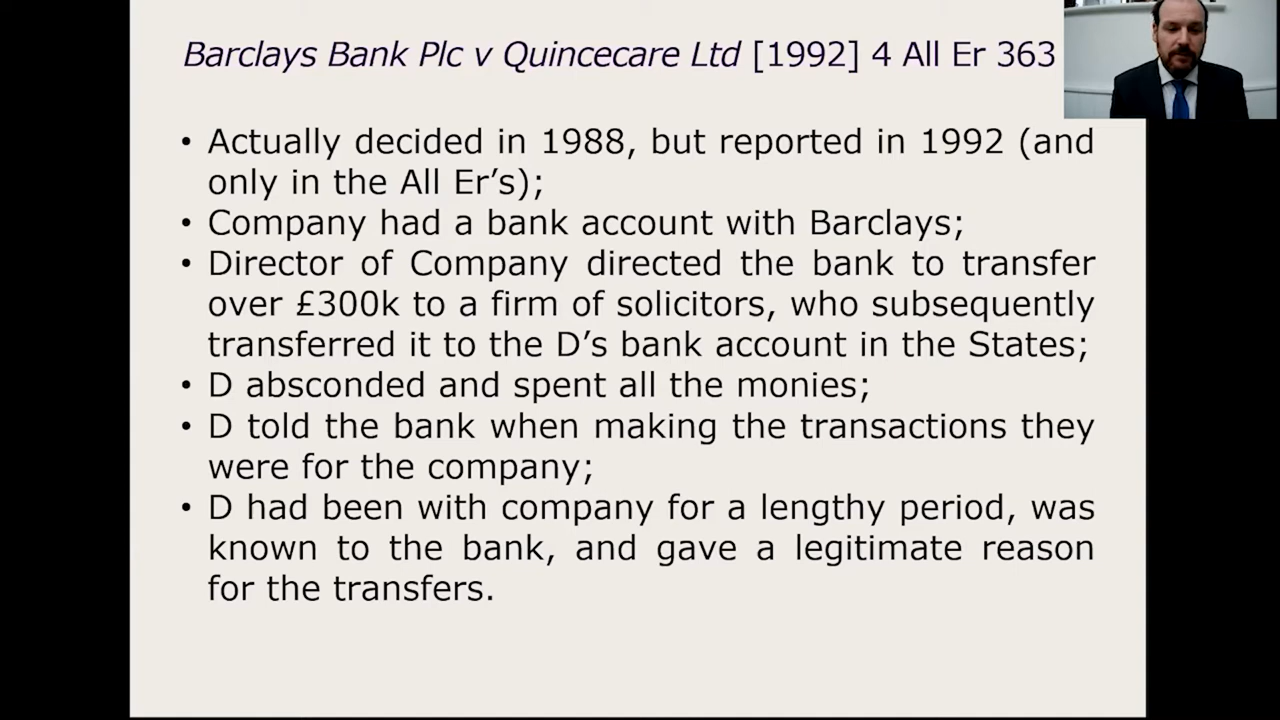 Barclays Bank Plc v Quincecare Ltd [1992] 4 All Er 363
• Actually decided in 1988, but reported in 1992 (and
only in the All Er’s);
• Company had a bank account with Barclays;
• Director of Company directed the bank to transfer
over £300k to a firm of solicitors, who subsequently
transferred it to the D’s bank account in the States;
• D absconded and spent all the monies;
• D told the bank when making the transactions they
were for the company;
• D had been with company for a lengthy period, was
known to the bank, and gave a legitimate reason
for the transfers.